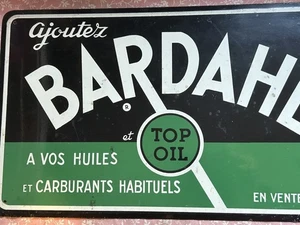 ajoutez
BARDAHL
®
et
TOP
OIL
A VOS HUILES
ET CARBURANTS HABITUELS
EN VENTE